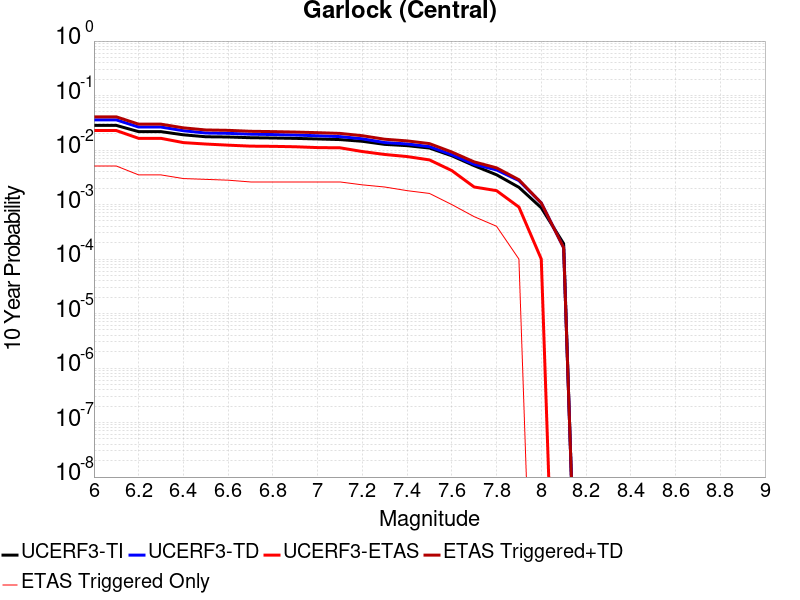 Garlock (Central)
10^0
10^-1
10^-2
10^-3
10^-4
10^-5
10^-6
10^-7
10^-8
10 Year Probability
6 6.2 6.4 6.6 6.8 7 7.2 7.4 7.6 7.8 8 8.2 8.4 8.6 8.8 9
Magnitude
UCERF3-TI UCERF3-TD UCERF3-ETAS ETAS Triggered+TD
ETAS Triggered Only